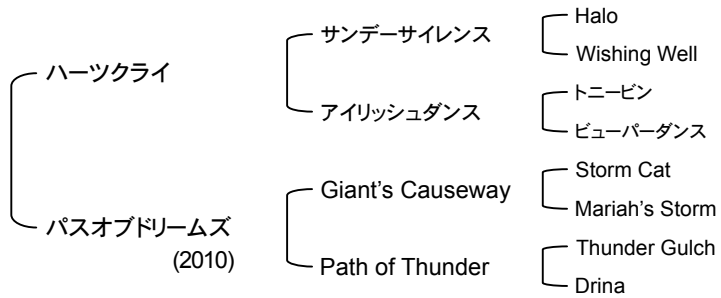 ハーツクライ
サンデーサイレンス
Halo
Wishing Well
アイリッシュダンス
トニービン
ビューパーダンス
パスオブドリームズ
(2010)
Giant's Causeway
Storm Cat
Mariah's Storm
Path of Thunder
Thunder Gulch
Drina